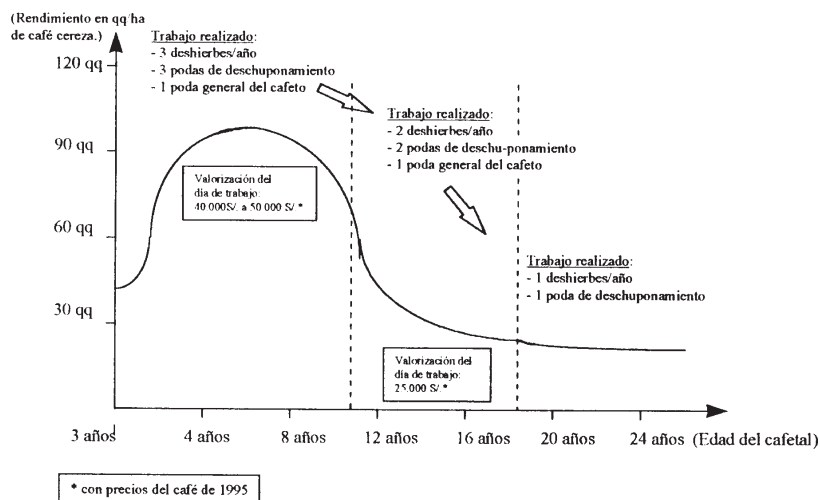 (Rendimiento en qq/ha
de café cereza.)
120 qq
90 qq
60 qq
30 qq
Trabajo realizado:
- 3 deshierbes/año
- 3 podas de deschuponamiento
- 1 poda general del cafeto
Trabajo realizado:
- 2 deshierbes/año
- 2 podas de deschu-ponamiento
- 1 poda general del cafeto
Valorización del
día de trabajo:
40.000S/. a 50.000 S/.*
Trabajo realizado:
- 1 deshierbes/año
- 1 poda de deschuponamiento
Valorización del
día de trabajo:
25.000 S/.*
3 años
4 años
8 años
12 años
16 años
20 años
24 años
(Edad del cafetal)
* con precios del café de 1995